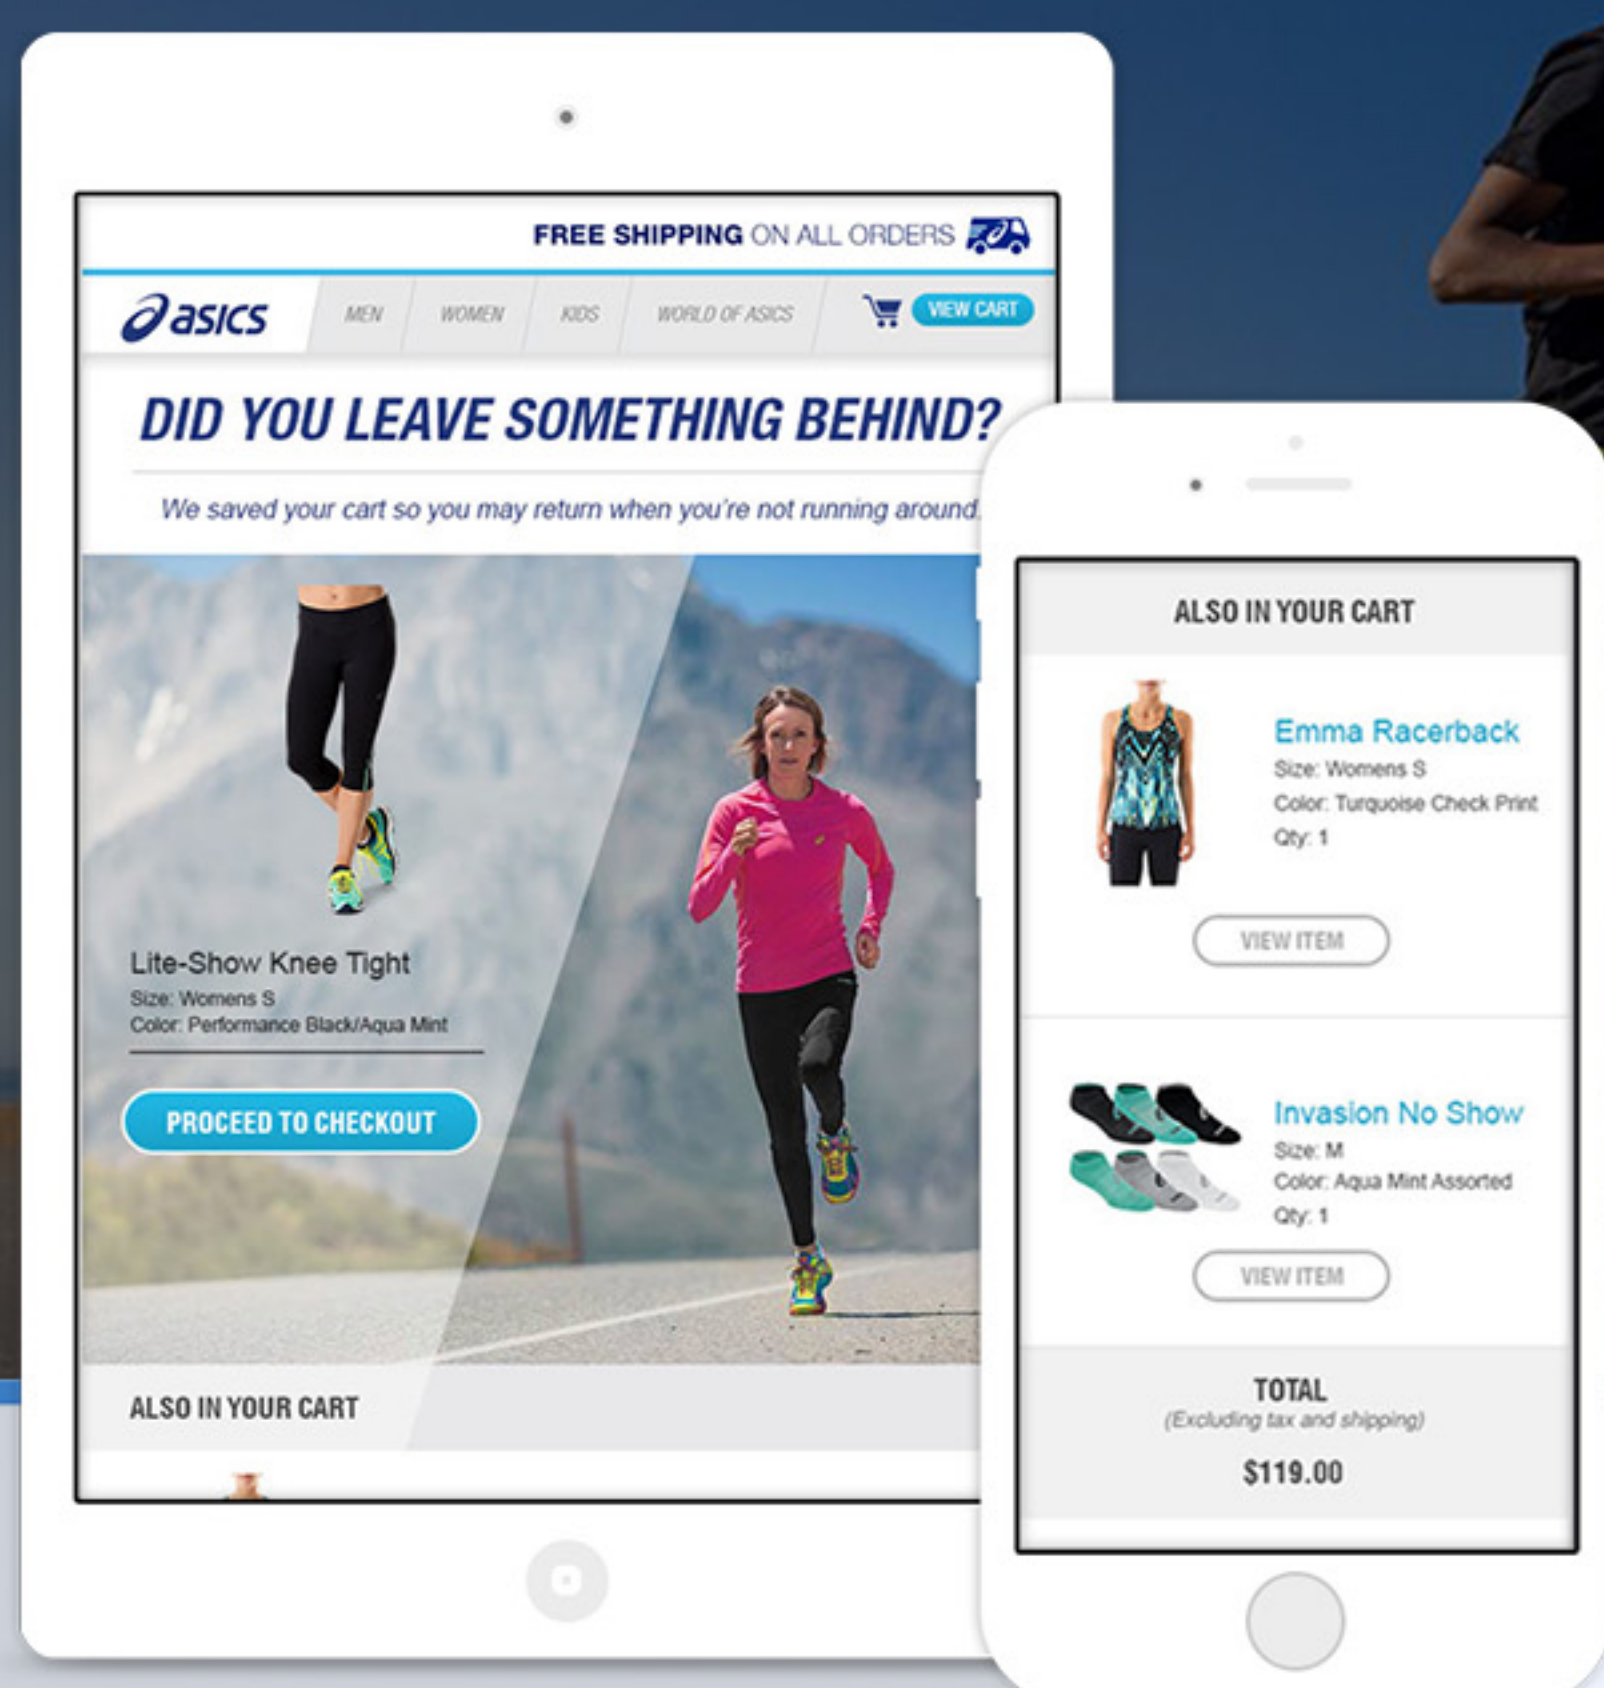 FREE SHIPPING ON ALL ORDERS
asics
MEN
WOMEN
KIDS
WORLD OF ASICS
VIEW CART
DID YOU LEAVE SOMETHING BEHIND?
We saved your cart so you may return when you're not running around.
Lite-Show Knee Tight
Size: Womens S
Color: Performance Black/Aqua Mint
PROCEED TO CHECKOUT
ALSO IN YOUR CART
ALSO IN YOUR CART
Emma Racerback
Size: Womens S
Color: Turquoise Check Print
Qty: 1
VIEW ITEM
Invasion No Show
Size: M
Color: Aqua Mint Assorted
Qty: 1
VIEW ITEM
TOTAL
(Excluding tax and shipping)
$119.00